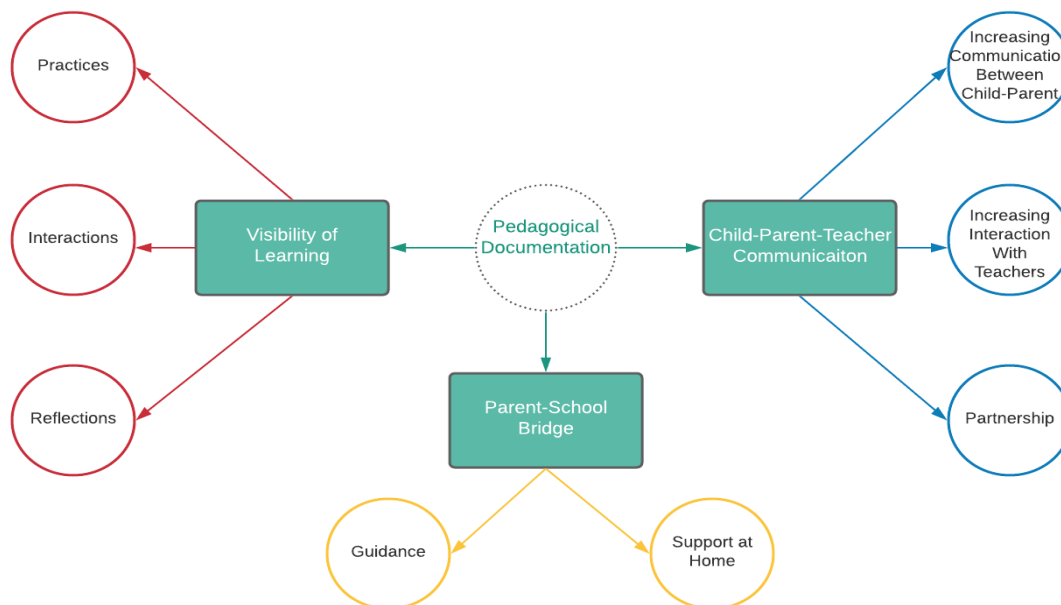 Practices
Interactions
Reflections
Visibility of
Learning
Pedagogical
Documentation
Parent-School
Bridge
Guidance
Support at
Home
Child-Parent-Teacher
Communicaiton
Increasing
Communicatio
Between
Child-Parent
Increasing
Interaction
With
Teachers
Partnership